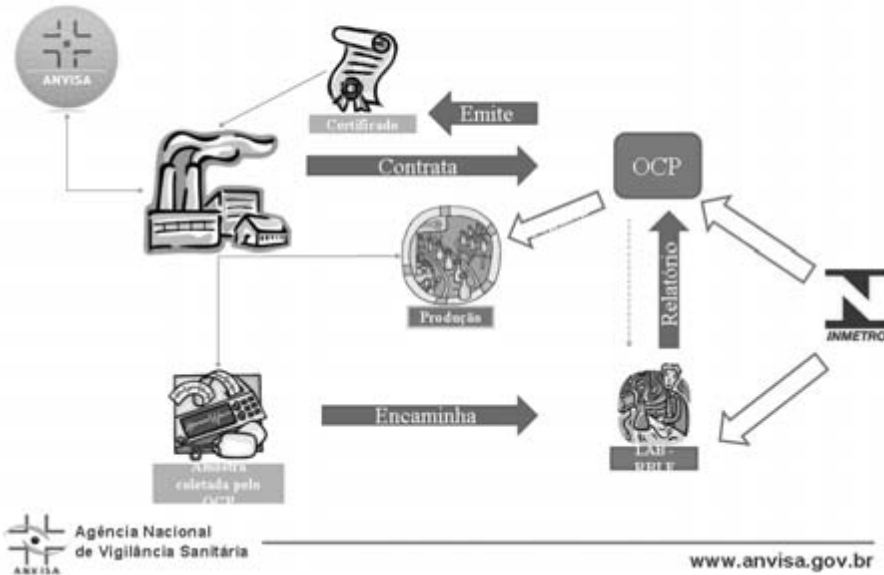 ANVISA
Certificado
Emite
Contrata
OCP
Produção
Relatório
INMETRO
Amostra
coletada pelo
OCP
Encaminha
LAB -
ANVISA
Agência Nacional
de Vigilância Sanitária
www.anvisa.gov.br